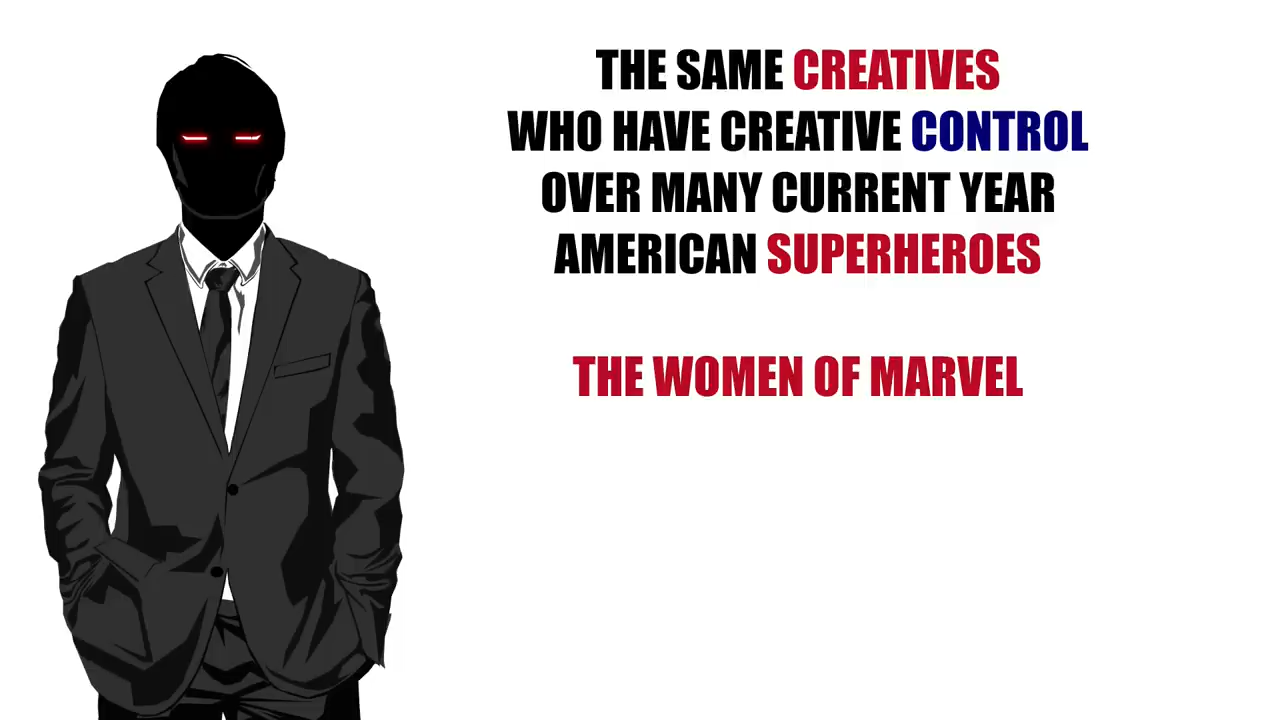 THE SAME CREATIVES
WHO HAVE CREATIVE CONTROL
OVER MANY CURRENT YEAR
AMERICAN SUPERHEROES
THE WOMEN OF MARVEL